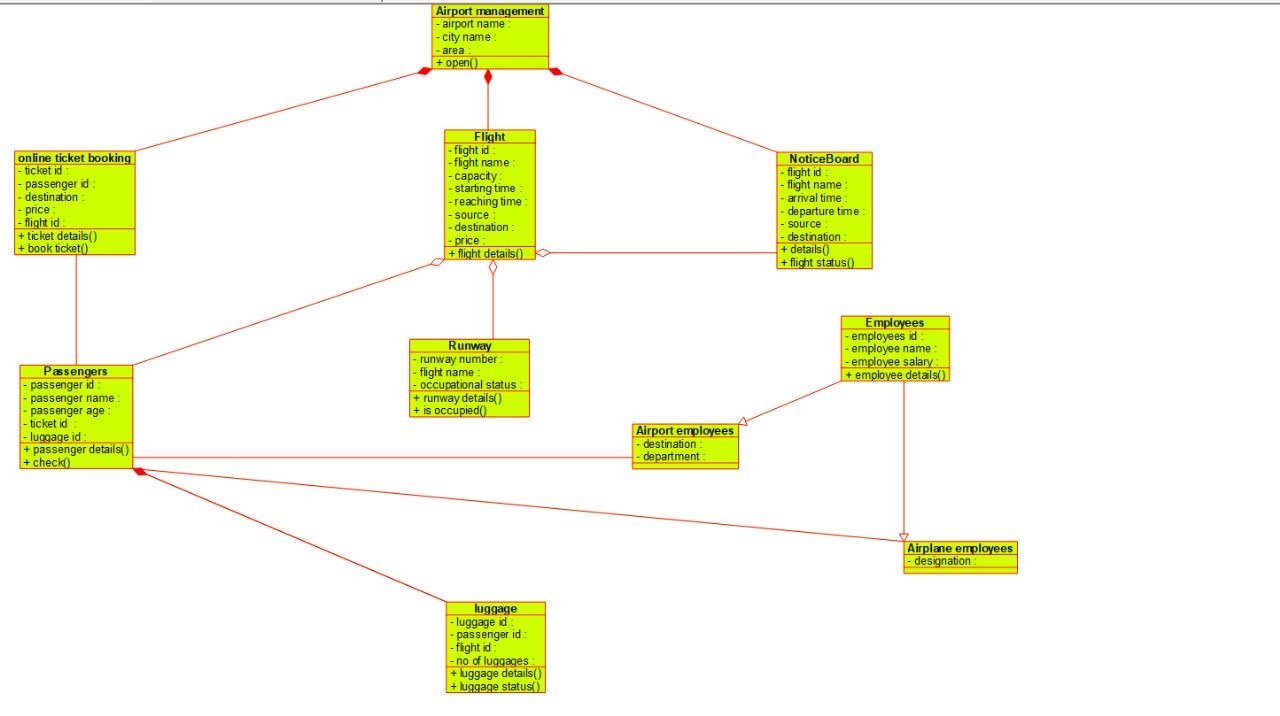 Airport management
- airport name :
- city name :
- area :
+ open()
online ticket booking
- ticket id :
- passenger id :
- destination :
- price :
- flight id :
+ ticket details()
+ book ticket()
Flight
- flight id :
- flight name :
- capacity :
- starting time :
- reaching time :
- source :
- destination :
- price :
+ flight details()
NoticeBoard
- flight id :
- flight name :
- arrival time :
- departure time :
- source :
- destination :
+ details()
+ flight status()
Employees
- employees id :
- employee name :
- employee salary :
+ employee details()
Runway
- runway number :
- flight name :
- occupational status :
+ runway details()
+ is occupied()
Passengers
- passenger id :
- passenger name :
- passenger age :
- ticket id :
- luggage id :
+ passenger details()
+ check()
Airport employees
- destination :
- department :
Airplane employees
- designation :
luggage
- luggage id :
- passenger id :
- flight id :
- no of luggages :
+ luggage details()
+ luggage status()